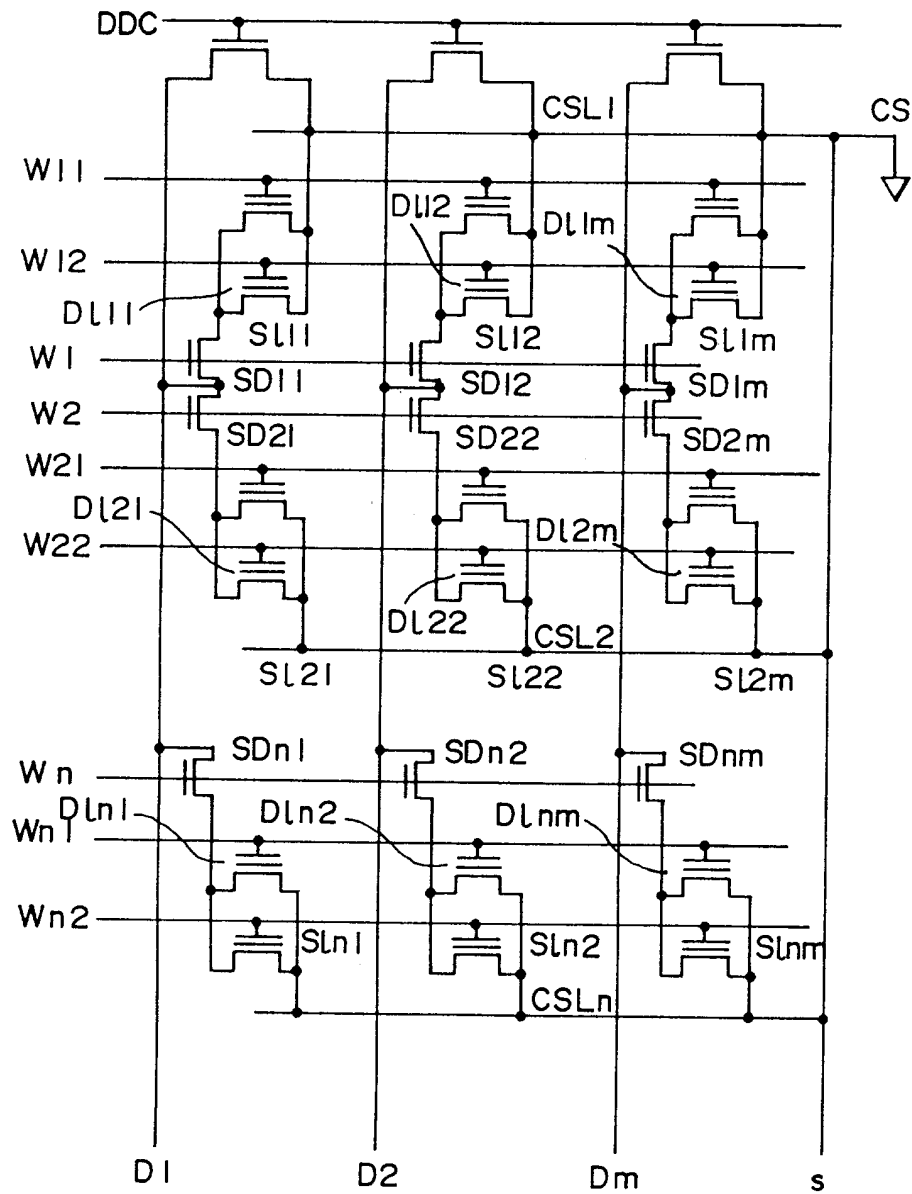 DDC
CSL1
CS
W11
Dl12
Dl1m
W12
Dl11
Sl11
Sl12
Sl1m
W1
SD11
SD12
SD1m
W2
SD21
SD22
SD2m
W21
Dl21
Dl2m
W22
Dl22
CSL2
Sl21
Sl22
Sl2m
SDn1
SDn2
SDnm
Wn
Dln1
Dln2
Dlnm
Wn1
Wn2
Sln1
Sln2
Slnm
CSLn
D1
D2
Dm
s